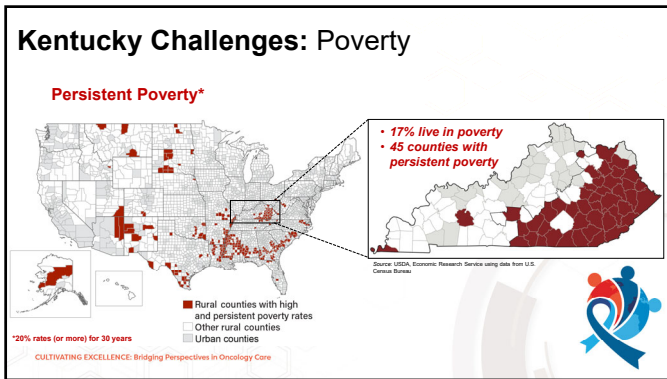 Kentucky Challenges: Poverty
Persistent Poverty*
• 17% live in poverty
• 45 counties with
persistent poverty
Source: USDA, Economic Research Service using data from U.S.
Census Bureau
Rural counties with high
and persistent poverty rates
Other rural counties
Urban counties
*20% rates (or more) for 30 years
CULTIVATING EXCELLENCE: Bridging Perspectives in Oncology Care